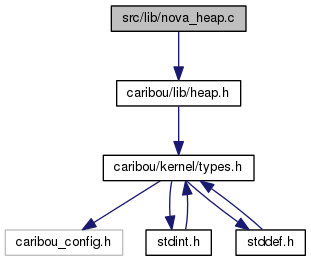 src/lib/nova_heap.c
caribou/lib/heap.h
caribou/kernel/types.h
caribou_config.h
stdint.h
stddef.h